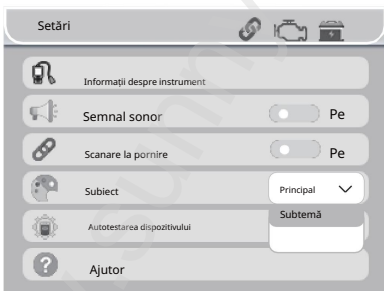 Setări
Informații despre instrument
Semnal sonor
Pe
Scanare la pornire
Pe
Subiect
Principal
Subtemă
Autotestarea dispozitivului
Ajutor